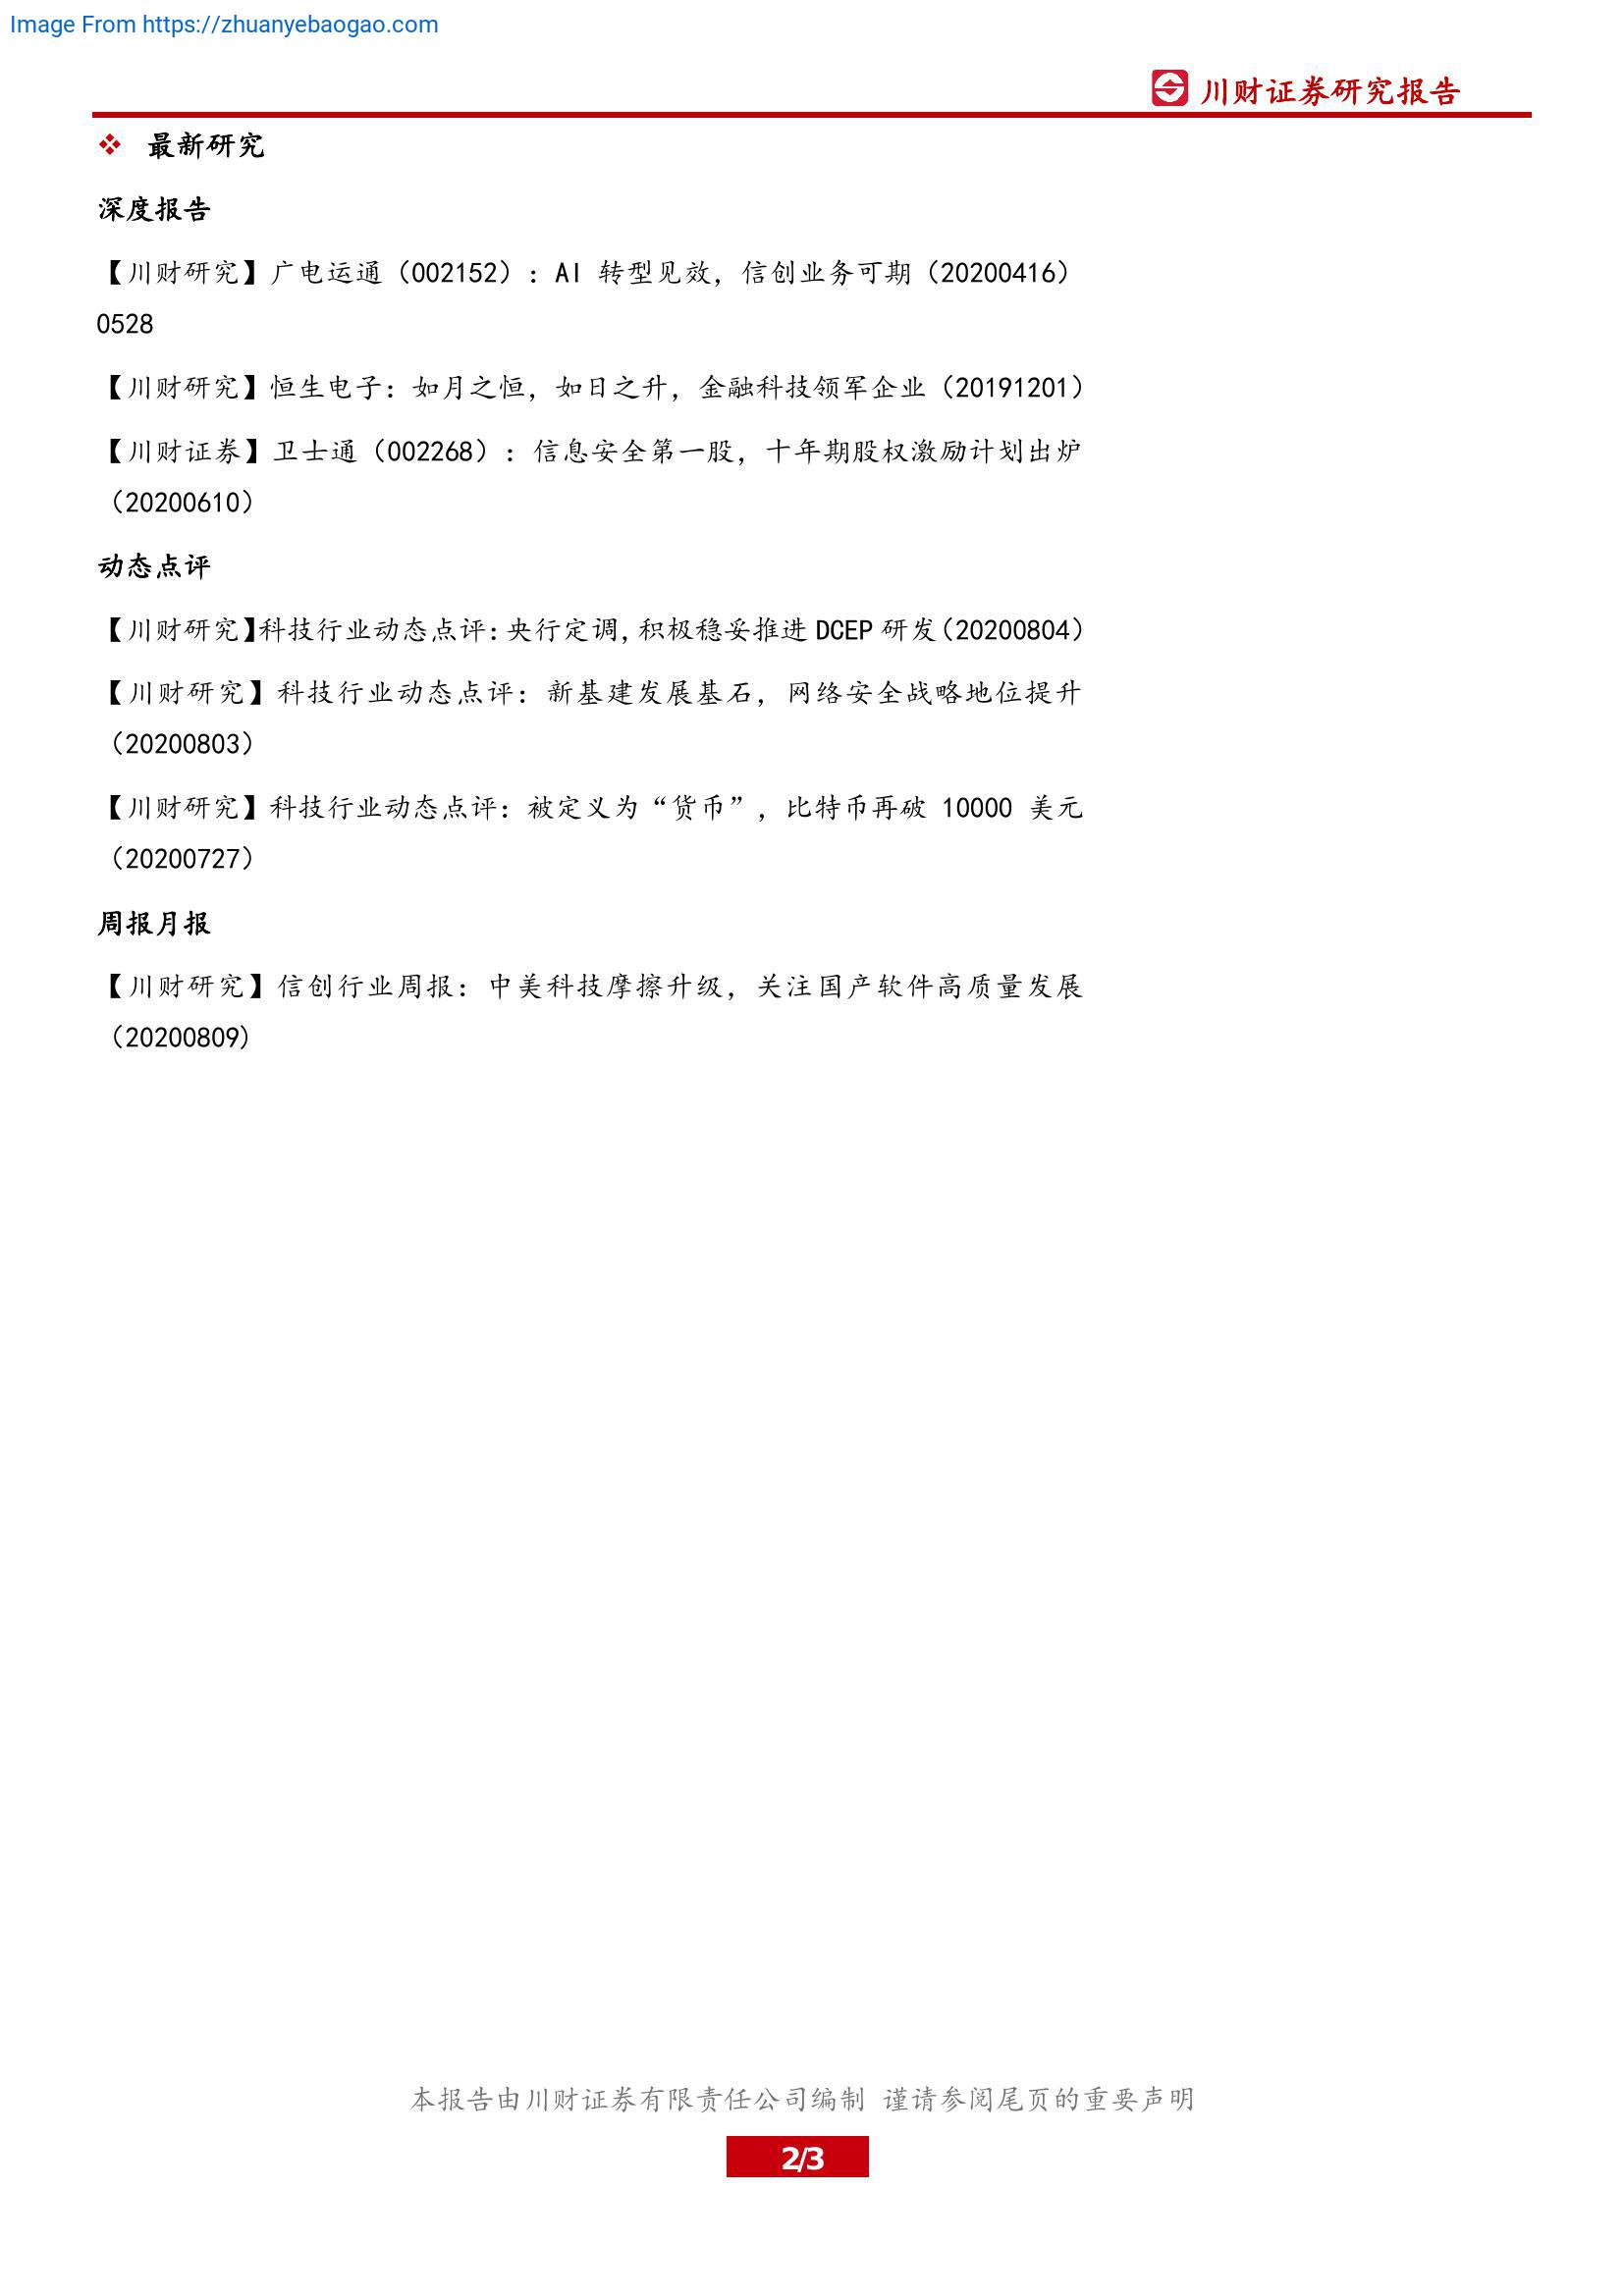 Image From https://zhuanyebaogao.com
川财证券研究报告
最新研究
深度报告
【川财研究】广电运通（002152）：AI 转型见效，信创业务可期（20200416）
0528
【川财研究】恒生电子：如月之恒，如日之升，金融科技领军企业（20191201）
【川财证券】卫士通（002268）：信息安全第一股，十年期股权激励计划出炉
（20200610）
动态点评
【川财研究】科技行业动态点评：央行定调，积极稳妥推进 DCEP 研发（20200804）
【川财研究】科技行业动态点评：新基建发展基石，网络安全战略地位提升
（20200803）
【川财研究】科技行业动态点评：被定义为“货币”，比特币再破 10000 美元
（20200727）
周报月报
【川财研究】信创行业周报：中美科技摩擦升级，关注国产软件高质量发展
（20200809)
本报告由川财证券有限责任公司编制 谨请参阅尾页的重要声明
2/3